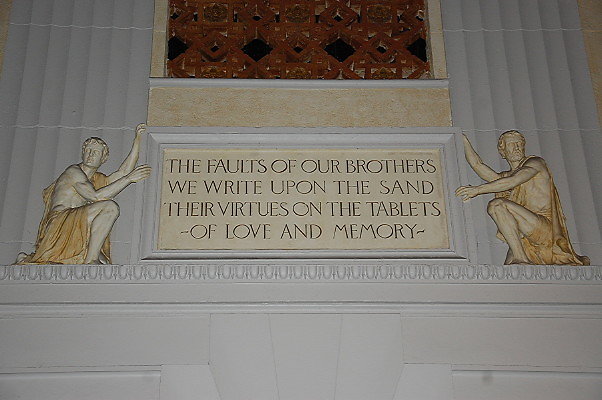 THE FAULTS OF OUR BROTHERS
WE WRITE UPON THE SAND
THEIR VIRTUES ON THE TABLETS
~OF LOVE AND MEMORY~